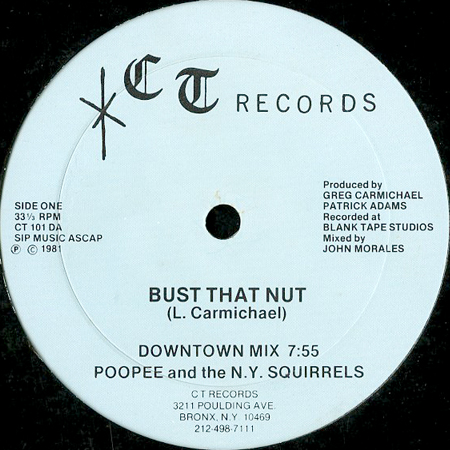 CT RECORDS
SIDE ONE
33⅓ RPM
CT 101 DA
SIP MUSIC ASCAP
Ⓟ © 1981
Produced by
GREG CARMICHAEL
PATRICK ADAMS
Recorded at
BLANK TAPE STUDIOS
Mixed by
JOHN MORALES
BUST THAT NUT
(L. Carmichael)
DOWNTOWN MIX 7:55
POOPEE and the N.Y. SQUIRRELS
CT RECORDS
3211 POULDING AVE.
BRONX, N.Y. 10469
212-498-7111